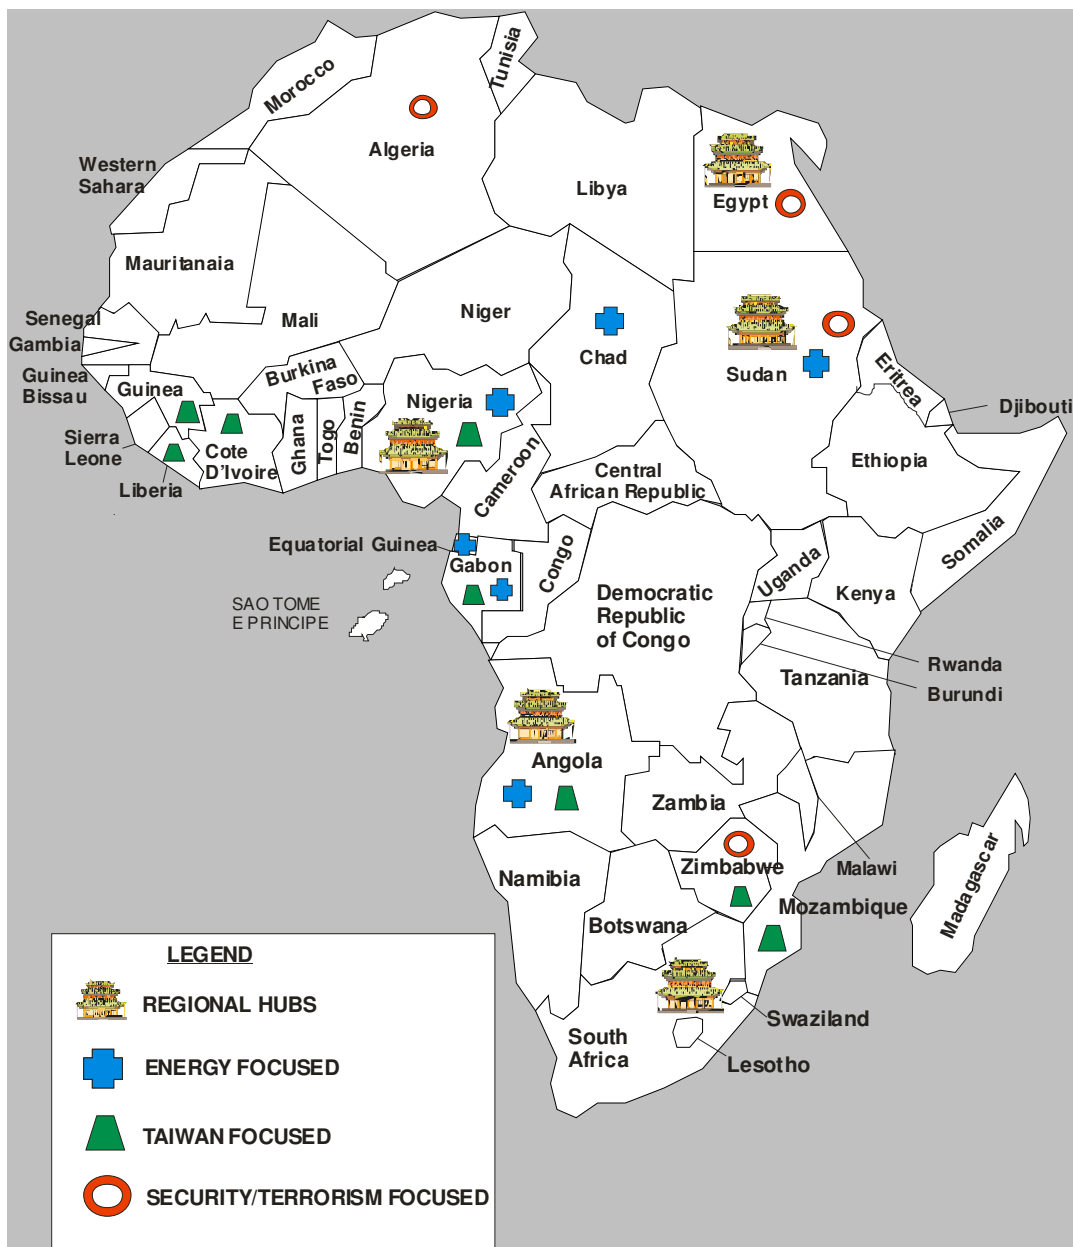 Tunisia
Morocco
Algeria
Western
Sahara
Libya
Egypt
Mauritanaia
Senegal
Gambia
Mali
Niger
Chad
Sudan
Eritrea
Djibouti
Guinea
Bissau
Guinea
Burkina
Faso
Nigeria
Sierra
Leone
Liberia
Cote
D'Ivoire
Ghana
Togo
Benin
Cameroon
Central
African Republic
Ethiopia
Somalia
Equatorial Guinea
Gabon
Congo
Uganda
Kenya
SAO TOME
E PRINCIPE
Democratic
Republic
of Congo
Rwanda
Burundi
Tanzania
Angola
Zambia
Malawi
Zimbabwe
Mozambique
Madagascar
Namibia
Botswana
Swaziland
South
Africa
Lesotho
LEGEND
REGIONAL HUBS
ENERGY FOCUSED
TAIWAN FOCUSED
SECURITY/TERRORISM FOCUSED